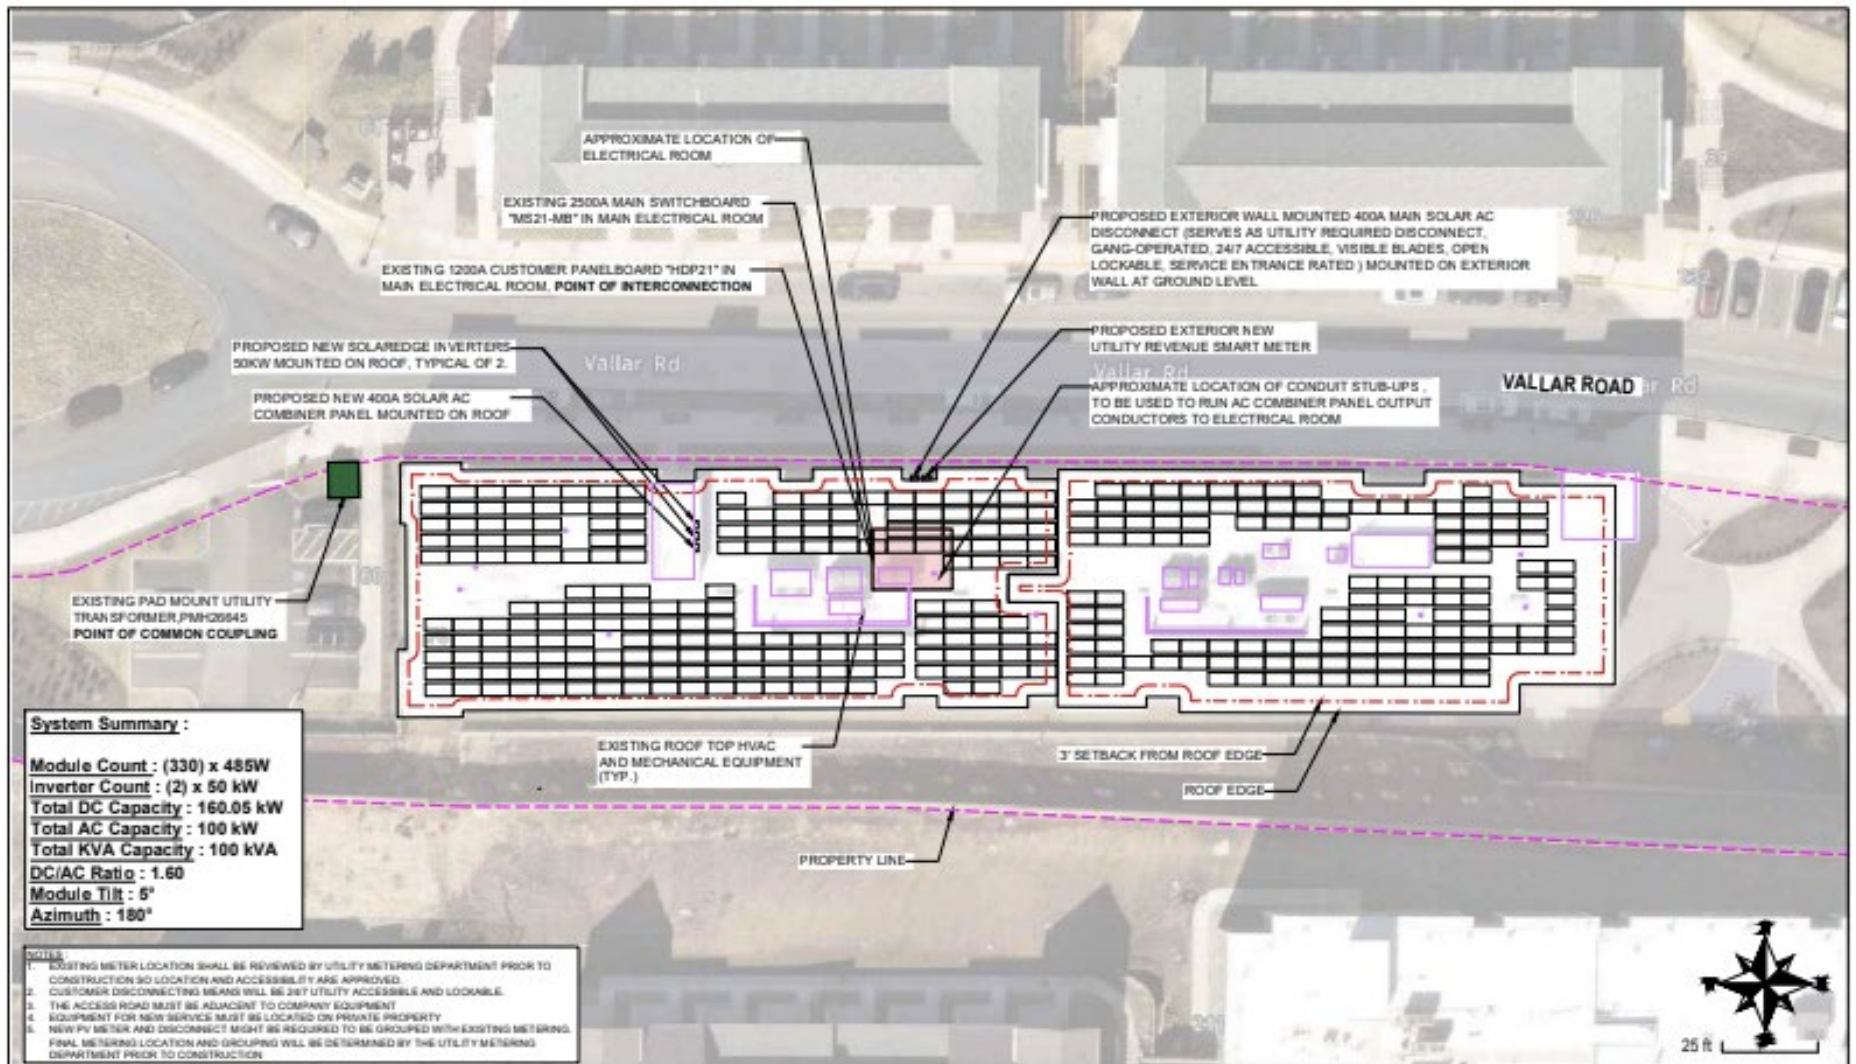 APPROXIMATE LOCATION OF
ELECTRICAL ROOM
EXISTING 2500A MAIN SWITCHBOARD
"MS21-MB" IN MAIN ELECTRICAL ROOM
EXISTING 1200A CUSTOMER PANELBOARD "HDP21" IN
MAIN ELECTRICAL ROOM, POINT OF INTERCONNECTION
PROPOSED NEW SOLAREDGE INVERTERS
50KW MOUNTED ON ROOF, TYPICAL OF 2.
PROPOSED NEW 400A SOLAR AC
COMBINER PANEL MOUNTED ON ROOF
PROPOSED EXTERIOR WALL MOUNTED 400A MAIN SOLAR AC
DISCONNECT (SERVES AS UTILITY REQUIRED DISCONNECT,
GANG-OPERATED, 24/7 ACCESSIBLE, VISIBLE BLADES, OPEN
LOCKABLE, SERVICE ENTRANCE RATED ) MOUNTED ON EXTERIOR
WALL AT GROUND LEVEL
PROPOSED EXTERIOR NEW
UTILITY REVENUE SMART METER
APPROXIMATE LOCATION OF CONDUIT STUB-UPS ,
TO BE USED TO RUN AC COMBINER PANEL OUTPUT
CONDUCTORS TO ELECTRICAL ROOM
Vallar Rd
Vallar Rd
VALLAR ROAD
Rd
EXISTING PAD MOUNT UTILITY
TRANSFORMER,PMH26645
POINT OF COMMON COUPLING
EXISTING ROOF TOP HVAC
AND MECHANICAL EQUIPMENT
(TYP.)
3' SETBACK FROM ROOF EDGE
ROOF EDGE
PROPERTY LINE
System Summary :
Module Count : (330) x 485W
Inverter Count : (2) x 50 kW
Total DC Capacity : 160.05 kW
Total AC Capacity : 100 kW
Total KVA Capacity : 100 kVA
DC/AC Ratio : 1.60
Module Tilt : 5°
Azimuth : 180°
NOTES:
1. EXISTING METER LOCATION SHALL BE REVIEWED BY UTILITY METERING DEPARTMENT PRIOR TO
CONSTRUCTION SO LOCATION AND ACCESSIBILITY ARE APPROVED.
2. CUSTOMER DISCONNECTING MEANS WILL BE 24/7 UTILITY ACCESSIBLE AND LOCKABLE.
3. THE ACCESS ROAD MUST BE ADJACENT TO COMPANY EQUIPMENT
4. EQUIPMENT FOR NEW SERVICE MUST BE LOCATED ON PRIVATE PROPERTY
5. NEW PV METER AND DISCONNECT MIGHT BE REQUIRED TO BE GROUPED WITH EXISTING METERING.
FINAL METERING LOCATION AND GROUPING WILL BE DETERMINED BY THE UTILITY METERING
DEPARTMENT PRIOR TO CONSTRUCTION
25 ft